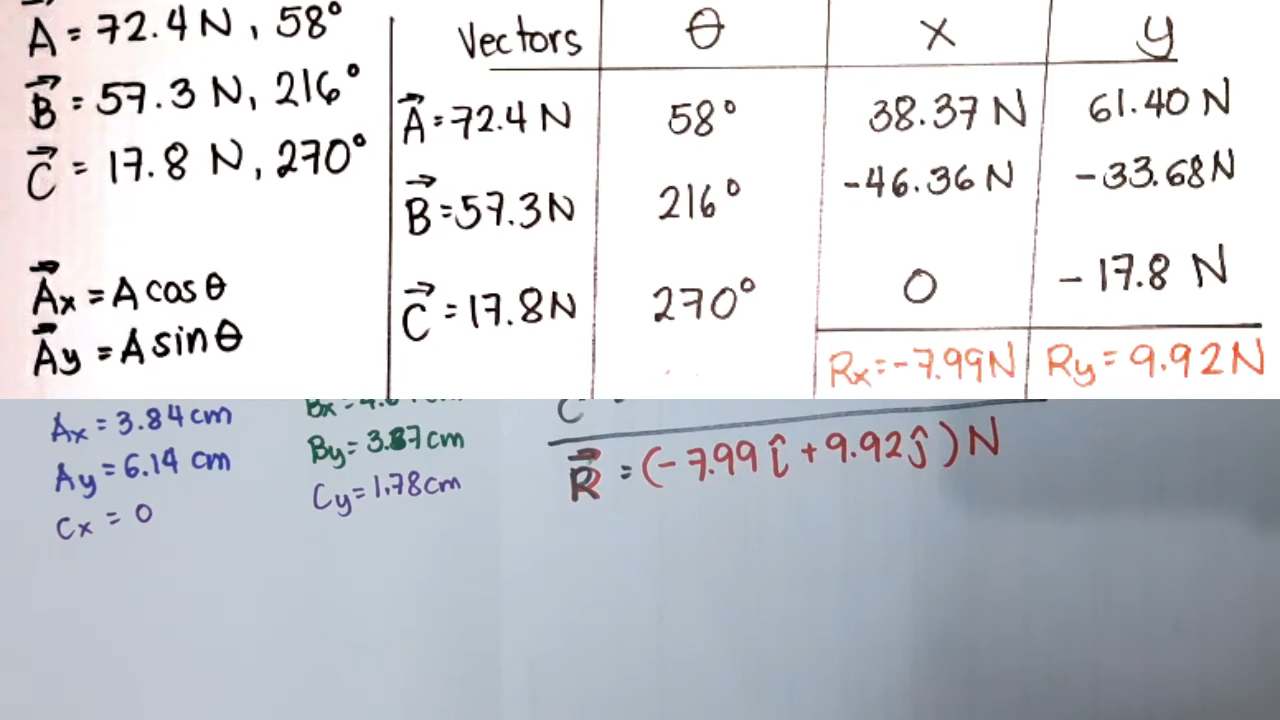 A = 72.4 N, 58°
B = 57.3 N, 216°
C = 17.8 N, 270°
Ax = A cos θ
Ay = A sin θ
Vectors θ x y
A = 72.4 N 58° 38.37 N 61.40 N
B = 57.3 N 216° -46.36 N -33.68 N
C = 17.8 N 270° 0 -17.8 N
Rx = -7.99 N Ry = 9.92 N
Ax = 3.84 cm
Ay = 6.14 cm
Cx = 0
By = 3.37 cm
Cy = 1.78 cm
R = (-7.99 î + 9.92 ĵ) N